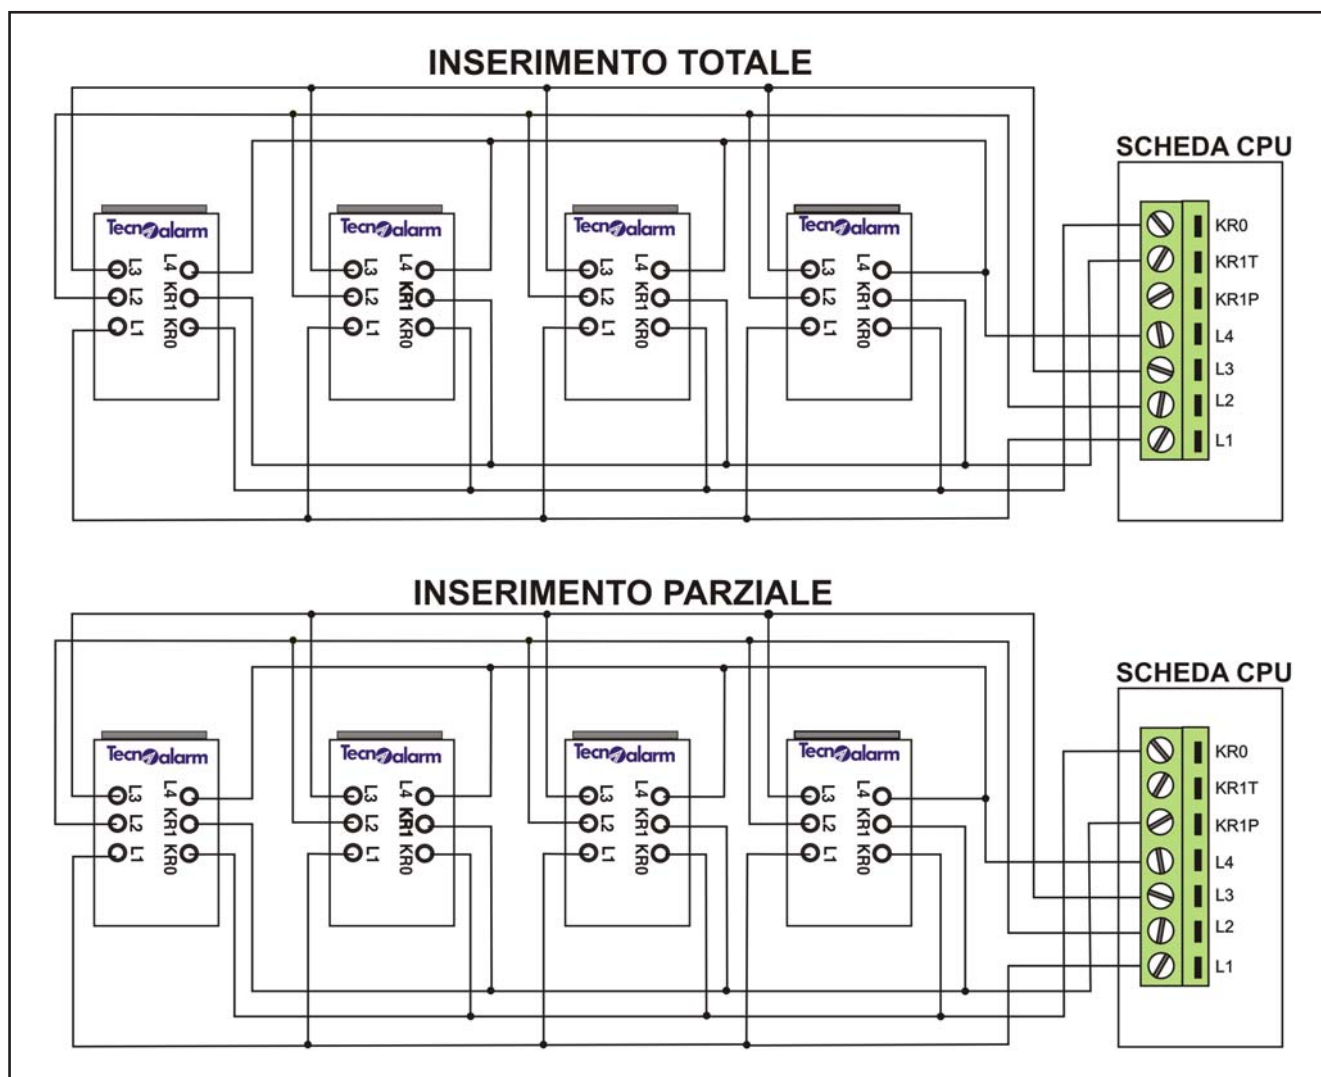 INSERIMENTO TOTALE
SCHEDA CPU
Tecnoalarm
Tecnoalarm
Tecnoalarm
Tecnoalarm
L3 L4
L2 KR1
L1 KR0
L3 L4
L2 KR1
L1 KR0
L3 L4
L2 KR1
L1 KR0
L3 L4
L2 KR1
L1 KR0
KR0
KR1T
KR1P
L4
L3
L2
L1
INSERIMENTO PARZIALE
SCHEDA CPU
Tecnoalarm
Tecnoalarm
Tecnoalarm
Tecnoalarm
L3 L4
L2 KR1
L1 KR0
L3 L4
L2 KR1
L1 KR0
L3 L4
L2 KR1
L1 KR0
L3 L4
L2 KR1
L1 KR0
KR0
KR1T
KR1P
L4
L3
L2
L1